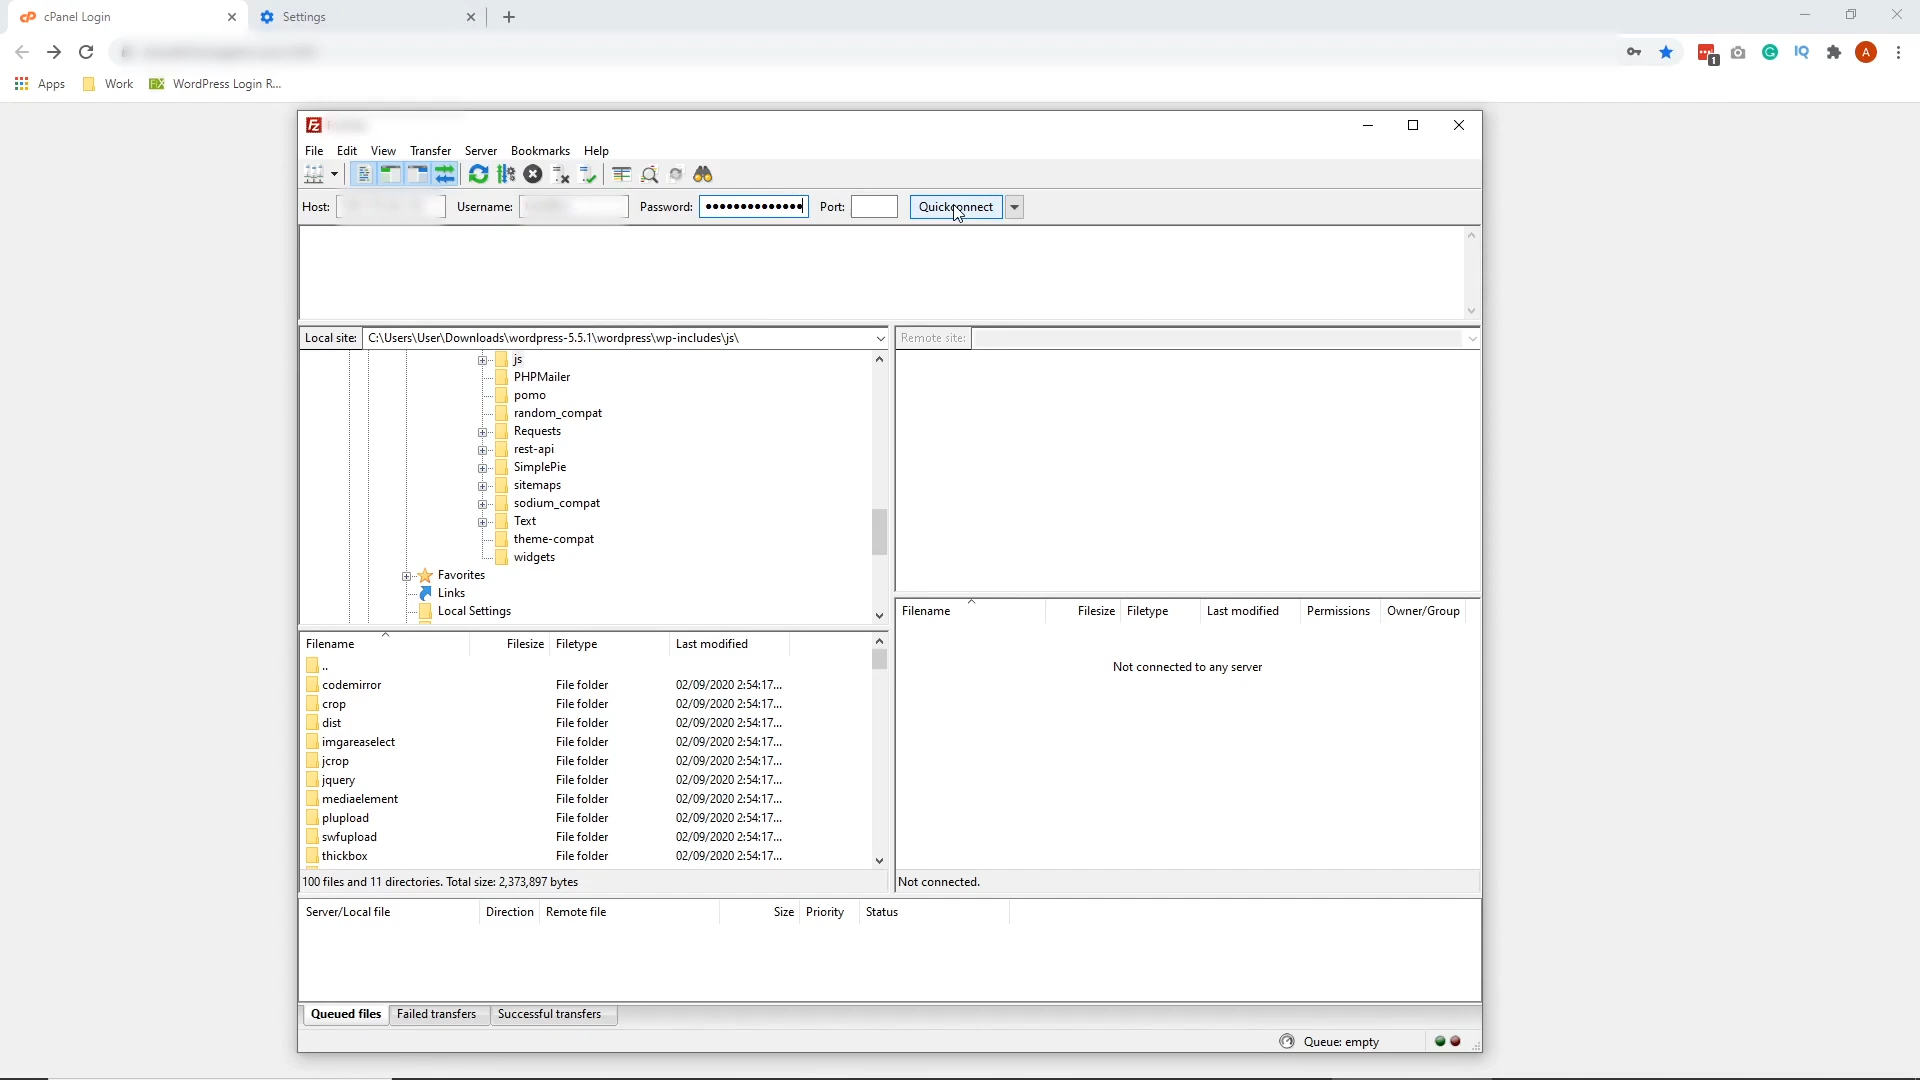 cPanel Login
Settings
1
A
Apps
Work
WordPress Login R...
File Edit View Transfer Server Bookmarks Help
Host: Username: Password: •••••••••••••• Port: Quickconnect
Local site: C:\Users\User\Downloads\wordpress-5.5.1\wordpress\wp-includes\js\
Remote site:
js
PHPMailer
pomo
random_compat
Requests
rest-api
SimplePie
sitemaps
sodium_compat
Text
theme-compat
widgets
Favorites
Links
Local Settings
Filename Filesize Filetype Last modified
..
codemirror File folder 02/09/2020 2:54:17...
crop File folder 02/09/2020 2:54:17...
dist File folder 02/09/2020 2:54:17...
imgareaselect File folder 02/09/2020 2:54:17...
jcrop File folder 02/09/2020 2:54:17...
jquery File folder 02/09/2020 2:54:17...
mediaelement File folder 02/09/2020 2:54:17...
plupload File folder 02/09/2020 2:54:17...
swfupload File folder 02/09/2020 2:54:17...
thickbox File folder 02/09/2020 2:54:17...
100 files and 11 directories. Total size: 2,373,897 bytes
Filename Filesize Filetype Last modified Permissions Owner/Group
Not connected to any server
Not connected.
Server/Local file Direction Remote file Size Priority Status
Queued files Failed transfers Successful transfers
Queue: empty